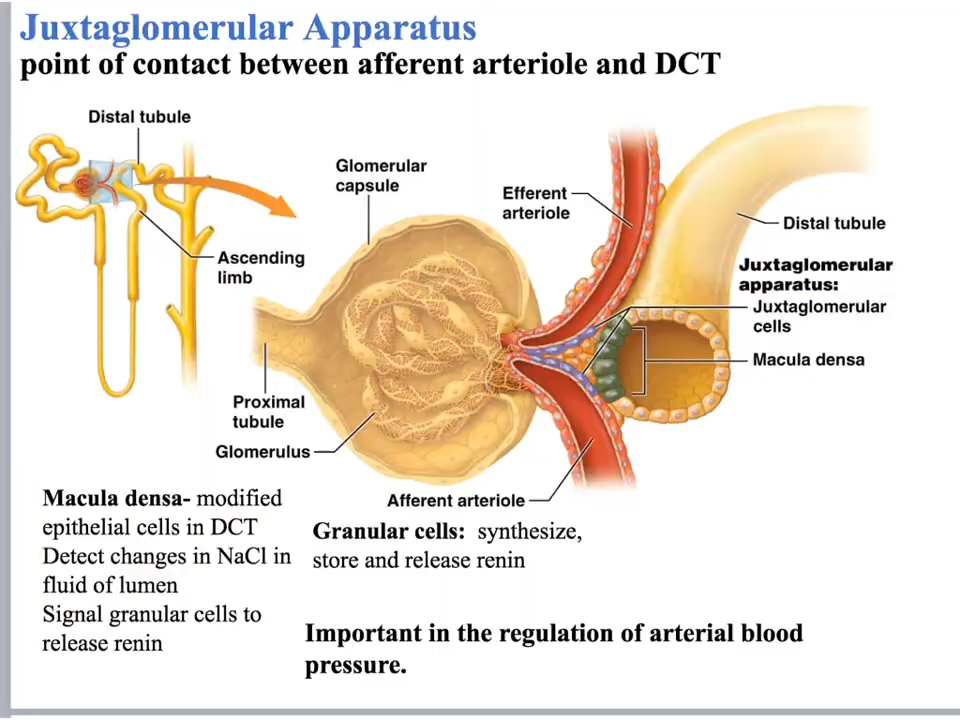 Juxtaglomerular Apparatus
point of contact between afferent arteriole and DCT
Distal tubule
Glomerular
capsule
Efferent
arteriole
Distal tubule
Ascending
limb
Juxtaglomerular
apparatus:
Juxtaglomerular
cells
Macula densa
Proximal
tubule
Glomerulus
Afferent arteriole
Macula densa- modified
epithelial cells in DCT
Detect changes in NaCl in
fluid of lumen
Signal granular cells to
release renin
Granular cells: synthesize,
store and release renin
Important in the regulation of arterial blood
pressure.